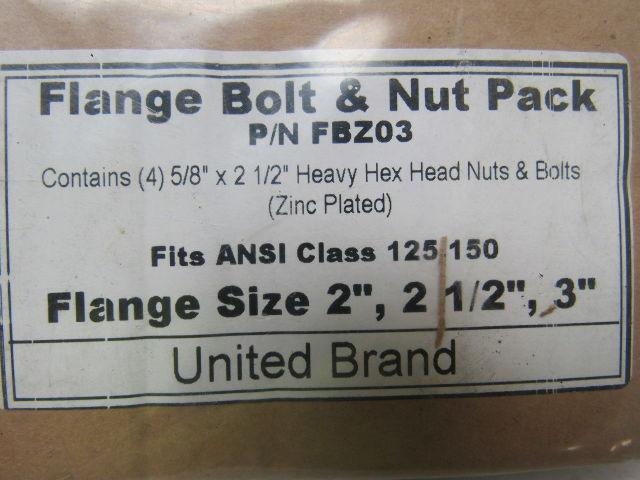 Flange Bolt & Nut Pack
P/N FBZ03
Contains (4) 5/8" x 2 1/2" Heavy Hex Head Nuts & Bolts
(Zinc Plated)
Fits ANSI Class 125/150
Flange Size 2", 2 1/2", 3"
United Brand